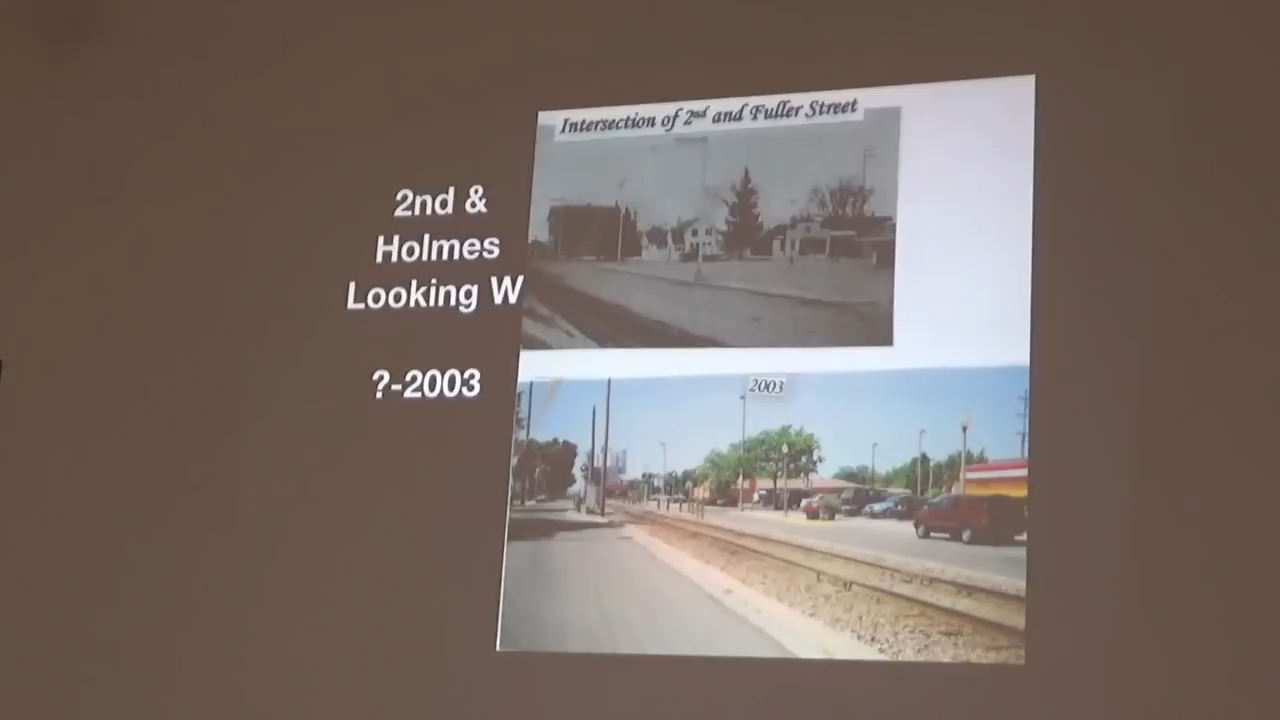 2nd &
Holmes
Looking W
?-2003
Intersection of 2nd and Fuller Street
2003